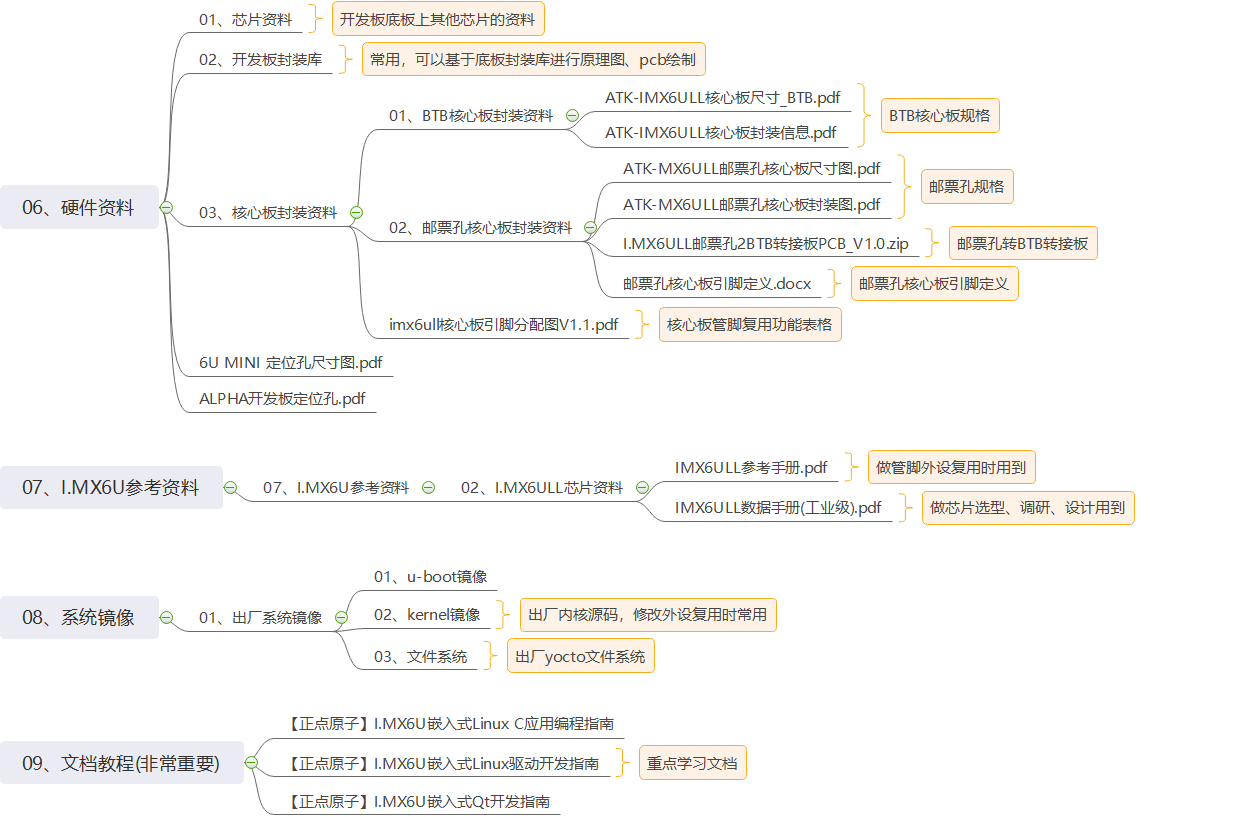 01、芯片资料
开发板底板上其他芯片的资料
02、开发板封装库
常用，可以基于底板封装库进行原理图、pcb绘制
06、硬件资料
03、核心板封装资料
01、BTB核心板封装资料
ATK-IMX6ULL核心板尺寸_BTB.pdf
ATK-IMX6ULL核心板封装信息.pdf
BTB核心板规格
02、邮票孔核心板封装资料
ATK-MX6ULL邮票孔核心板尺寸图.pdf
ATK-MX6ULL邮票孔核心板封装图.pdf
邮票孔规格
I.MX6ULL邮票孔2BTB转接板PCB_V1.0.zip
邮票孔转BTB转接板
邮票孔核心板引脚定义.docx
邮票孔核心板引脚定义
imx6ull核心板引脚分配图V1.1.pdf
核心板管脚复用功能表格
6U MINI 定位孔尺寸图.pdf
ALPHA开发板定位孔.pdf
07、I.MX6U参考资料
07、I.MX6U参考资料
02、I.MX6ULL芯片资料
IMX6ULL参考手册.pdf
做管脚外设复用时用到
IMX6ULL数据手册(工业级).pdf
做芯片选型、调研、设计用到
08、系统镜像
01、出厂系统镜像
01、u-boot镜像
02、kernel镜像
出厂内核源码，修改外设复用时常用
03、文件系统
出厂yocto文件系统
09、文档教程(非常重要)
【正点原子】I.MX6U嵌入式Linux C应用编程指南
【正点原子】I.MX6U嵌入式Linux驱动开发指南
重点学习文档
【正点原子】I.MX6U嵌入式Qt开发指南